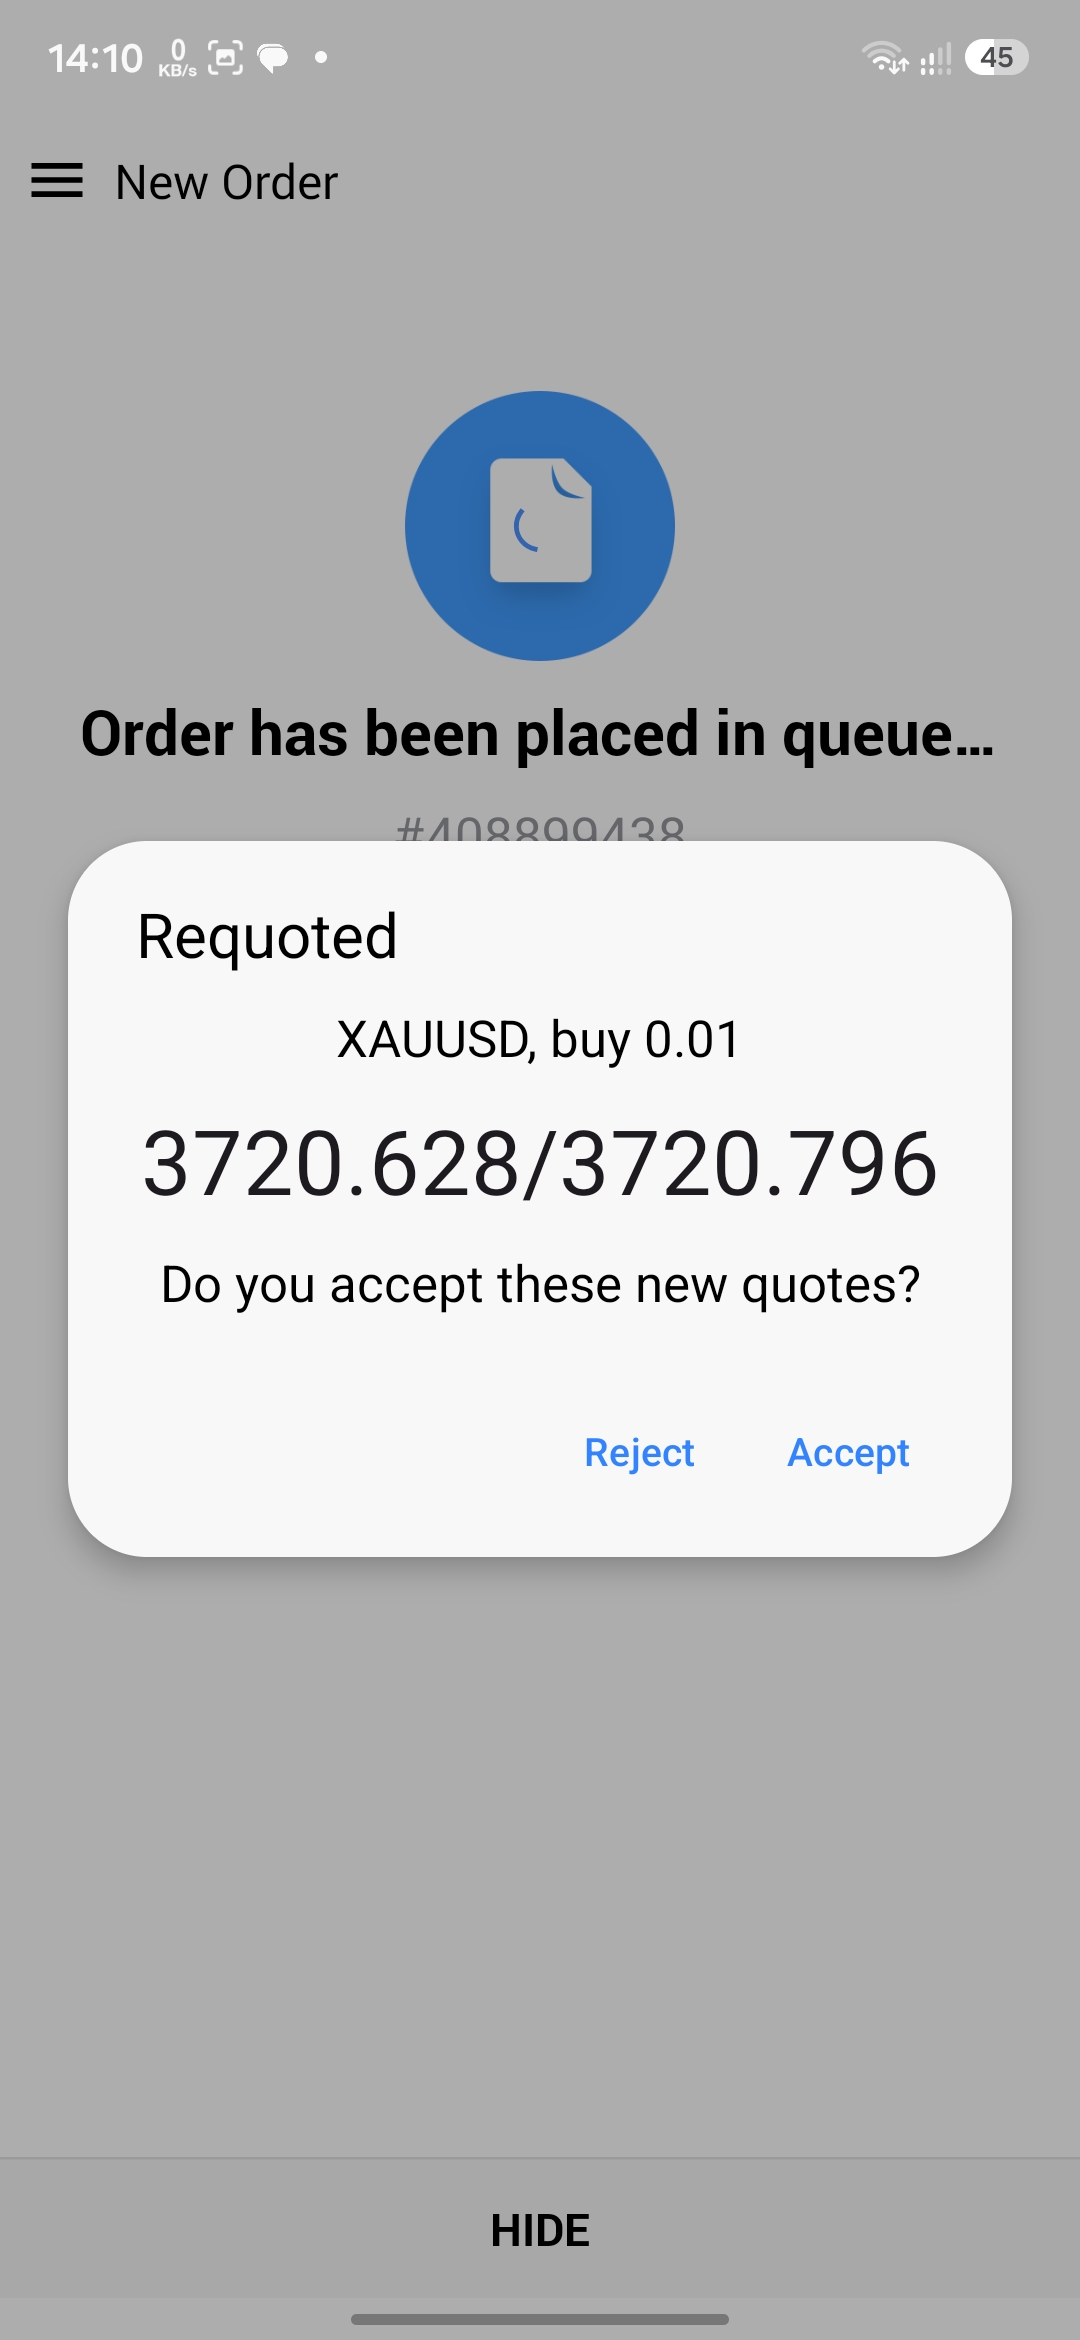 14:10 0 KB/s 45
New Order
Order has been placed in queue...
#408899438
Requoted
XAUUSD, buy 0.01
3720.628/3720.796
Do you accept these new quotes?
Reject Accept
HIDE